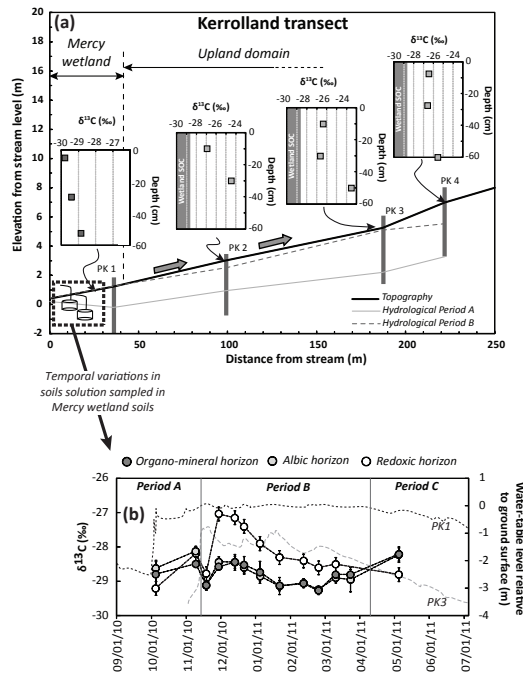 (a)
Kerrolland transect
Mercy wetland
Upland domain
Elevation from stream level (m)
20
18
16
14
12
10
8
6
4
2
0
-2
δ¹³C (‰)
-30 -29 -28 -27
0
-20
-40
-60
Depth (cm)
PK 1
δ¹³C (‰)
-30 -28 -26 -24
Wetland SOC
0
-20
-40
-60
Depth (cm)
PK 2
δ¹³C (‰)
-30 -28 -26 -24
Wetland SOC
0
-20
-40
-60
Depth (cm)
PK 3
δ¹³C (‰)
-30 -28 -26 -24
Wetland SOC
0
-20
-40
-60
Depth (cm)
PK 4
Topography
Hydrological Period A
Hydrological Period B
0 50 100 150 200 250
Distance from stream (m)
Temporal variations in
soils solution sampled in
Mercy wetland soils
Organo-mineral horizon Albic horizon Redoxic horizon
Period A Period B Period C
(b)
δ¹³C (‰)
-26
-27
-28
-29
-30
PK1
PK3
1
0
-1
-2
-3
-4
Water-table level relative
to ground surface) (m)
09/01/10
10/01/10
11/01/10
12/01/10
01/01/11
02/01/11
03/01/11
04/01/11
05/01/11
06/01/11
07/01/11